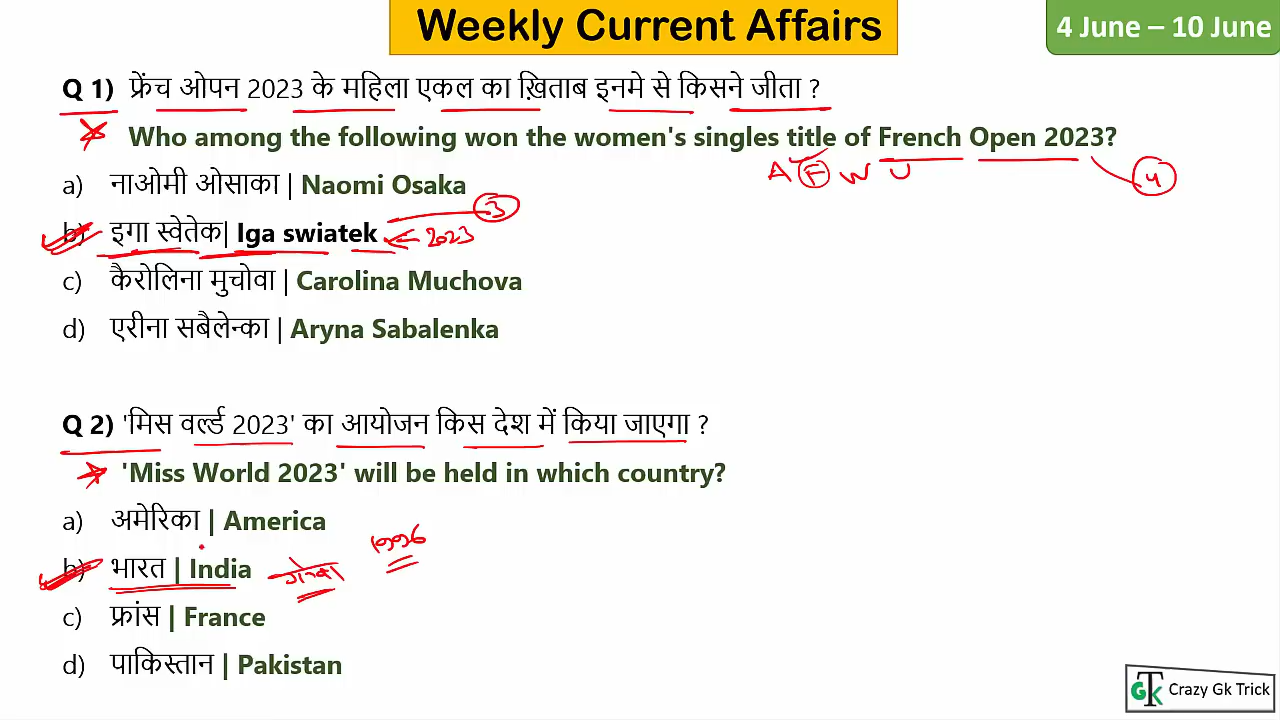 Weekly Current Affairs
4 June – 10 June
Q 1) फ्रेंच ओपन 2023 के महिला एकल का ख़िताब इनमे से किसने जीता ?
Who among the following won the women's singles title of French Open 2023?
A F W U
4
a) नाओमी ओसाका | Naomi Osaka
3
b) इगा स्वेतेक| Iga swiatek
2023
c) कैरोलिना मुचोवा | Carolina Muchova
d) एरीना सबैलेन्का | Aryna Sabalenka
Q 2) 'मिस वर्ल्ड 2023' का आयोजन किस देश में किया जाएगा ?
'Miss World 2023' will be held in which country?
a) अमेरिका | America
1996
b) भारत | India
c) फ्रांस | France
d) पाकिस्तान | Pakistan
GTK Crazy Gk Trick